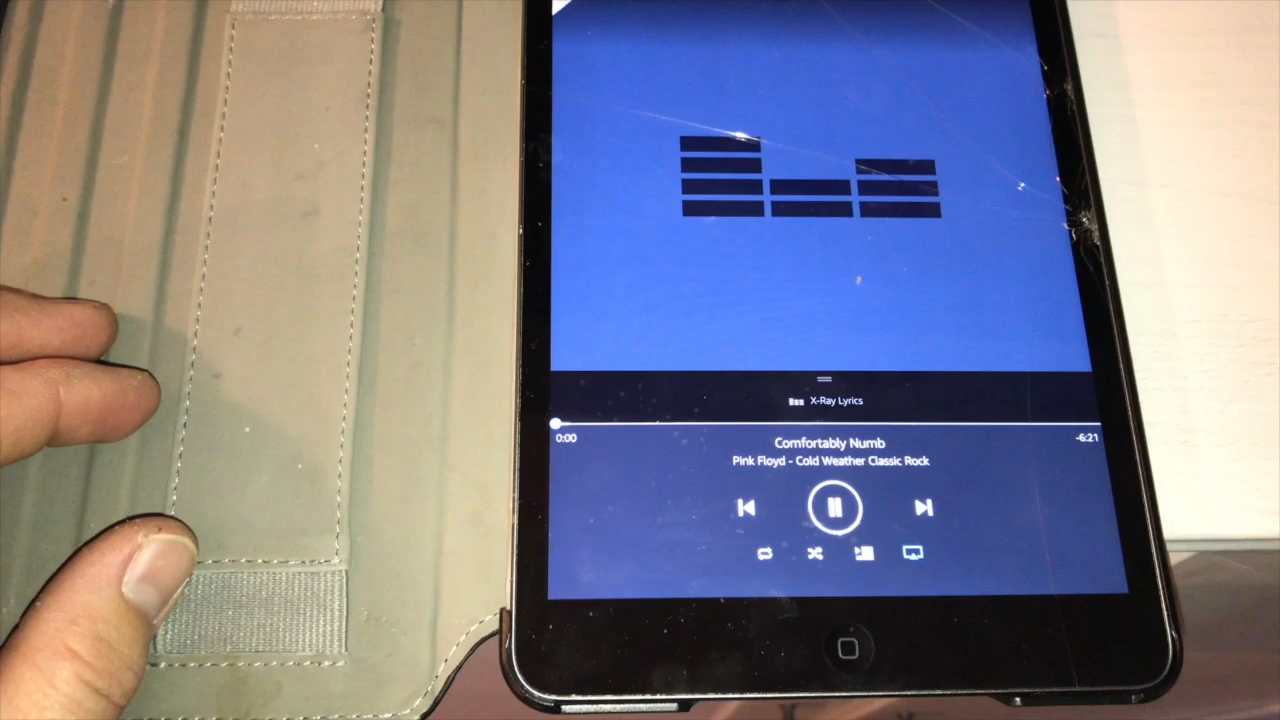 X-Ray Lyrics
0:00
-6:21
Comfortably Numb
Pink Floyd - Cold Weather Classic Rock